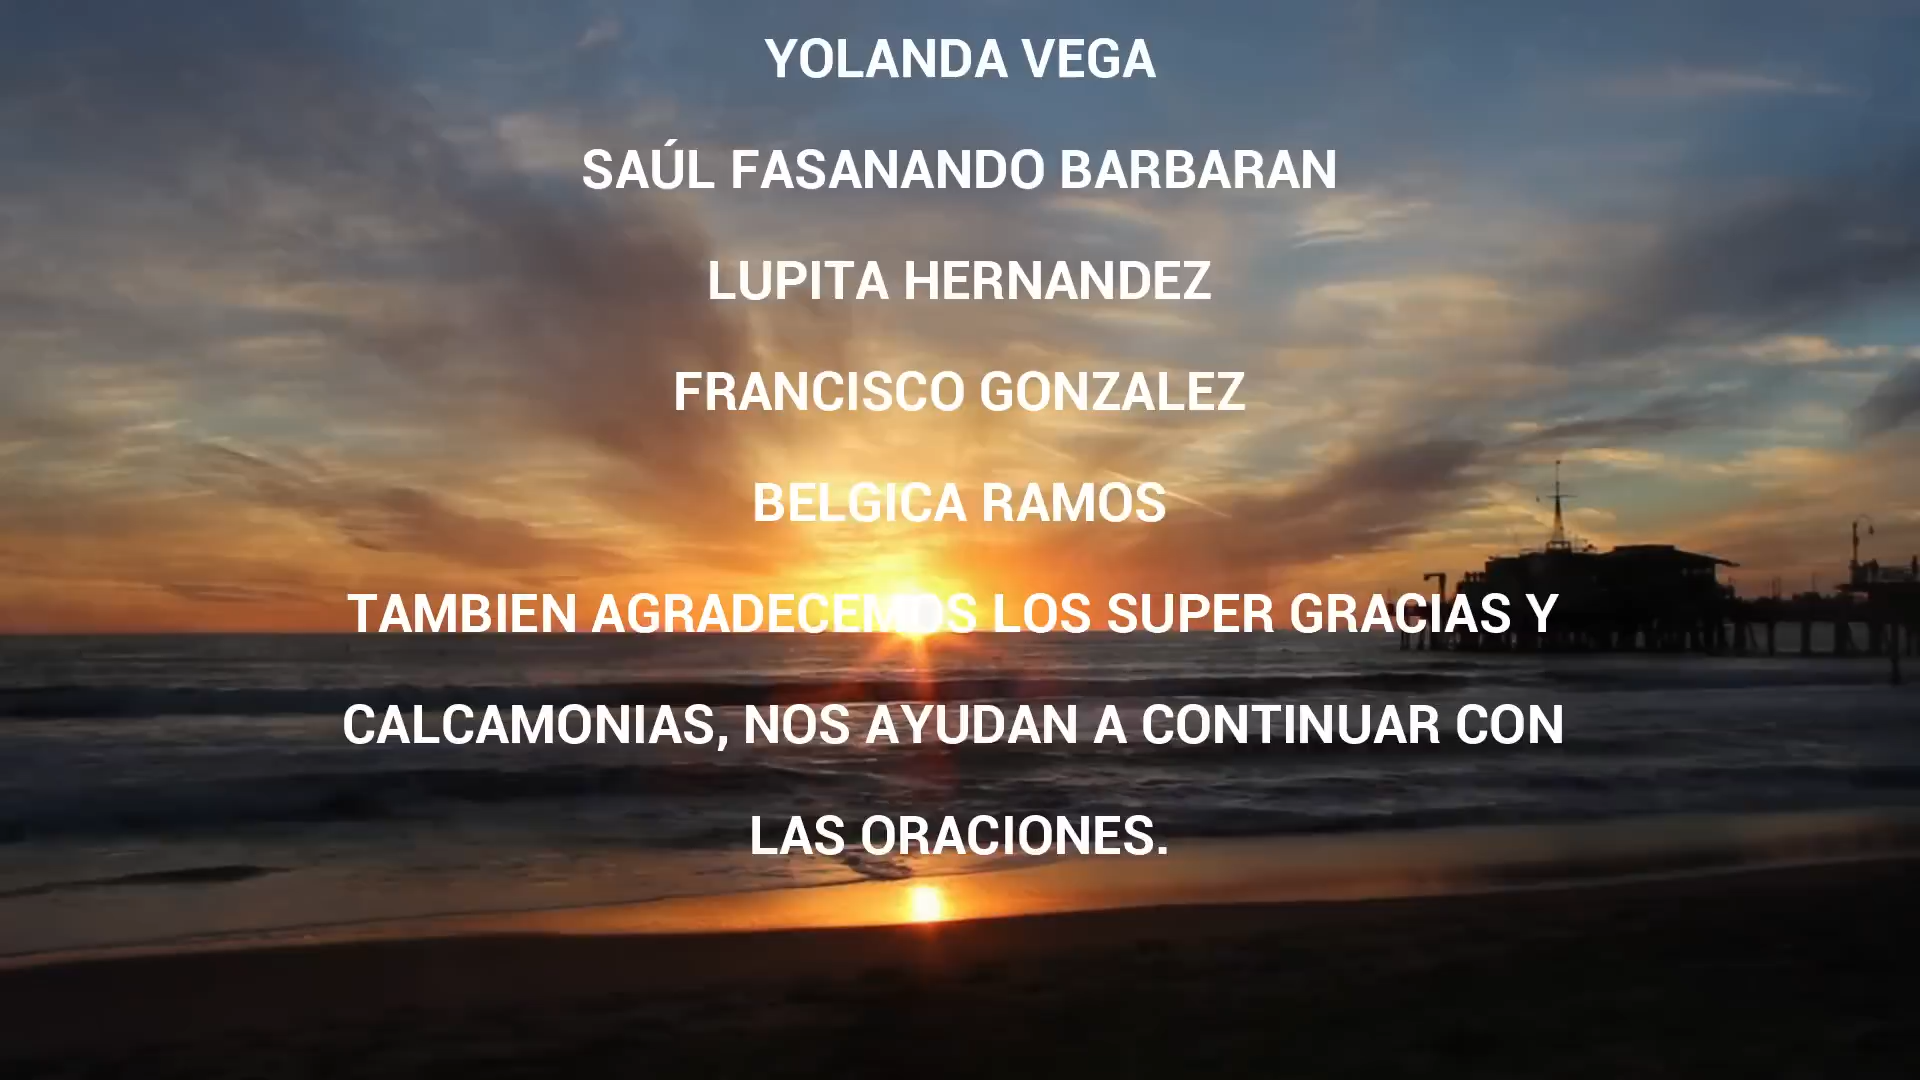 YOLANDA VEGA
SAÚL FASANANDO BARBARAN
LUPITA HERNANDEZ
FRANCISCO GONZALEZ
BELGICA RAMOS
TAMBIEN AGRADECEMOS LOS SUPER GRACIAS Y
CALCAMONIAS, NOS AYUDAN A CONTINUAR CON
LAS ORACIONES.